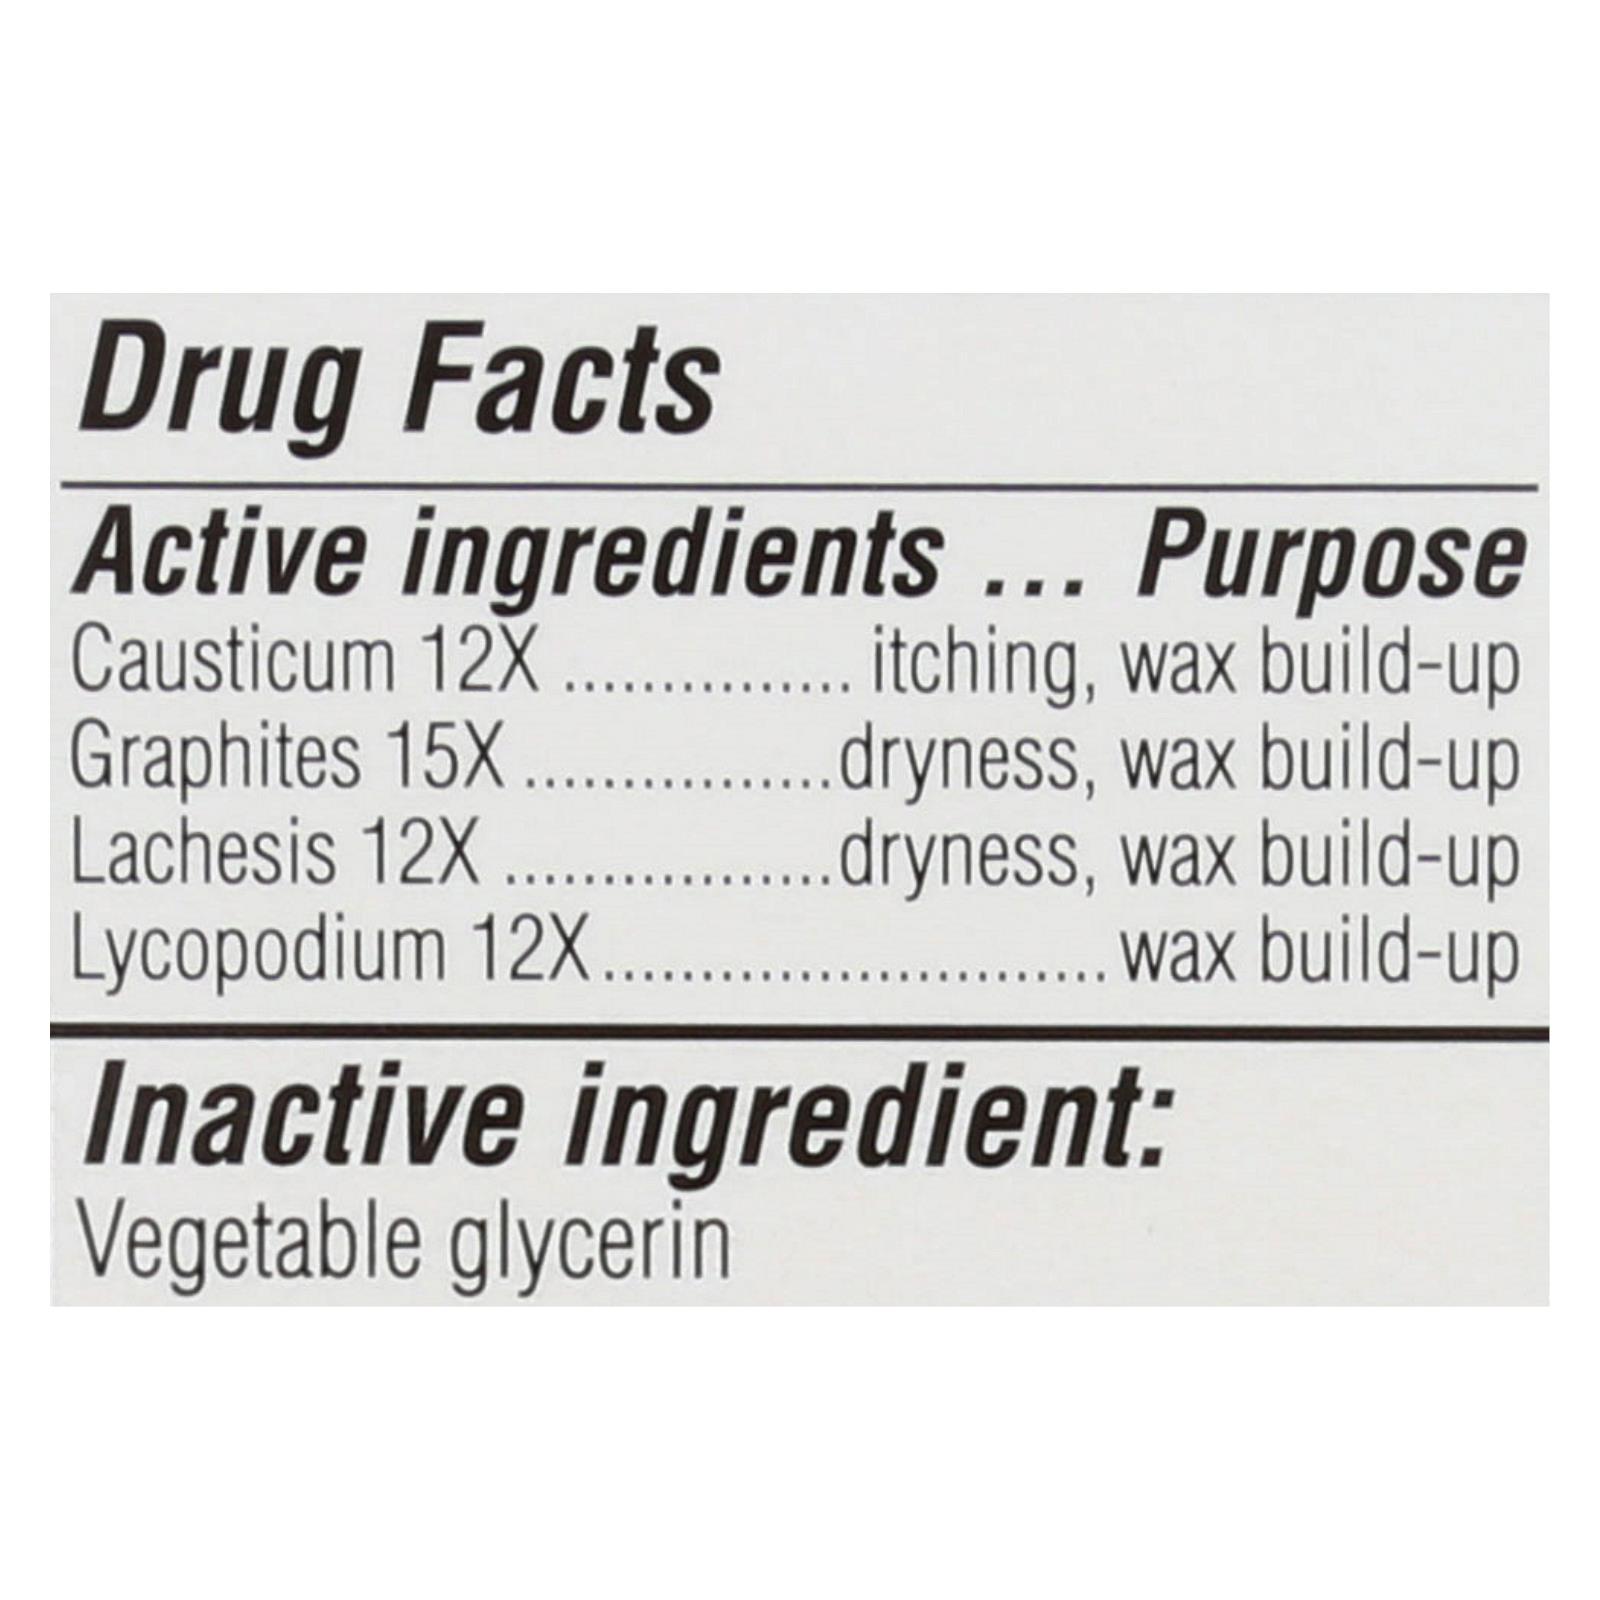 Drug Facts
Active ingredients ... Purpose
Causticum 12X ............... itching, wax build-up
Graphites 15X ................dryness, wax build-up
Lachesis 12X .................dryness, wax build-up
Lycopodium 12X.......................... wax build-up
Inactive ingredient:
Vegetable glycerin